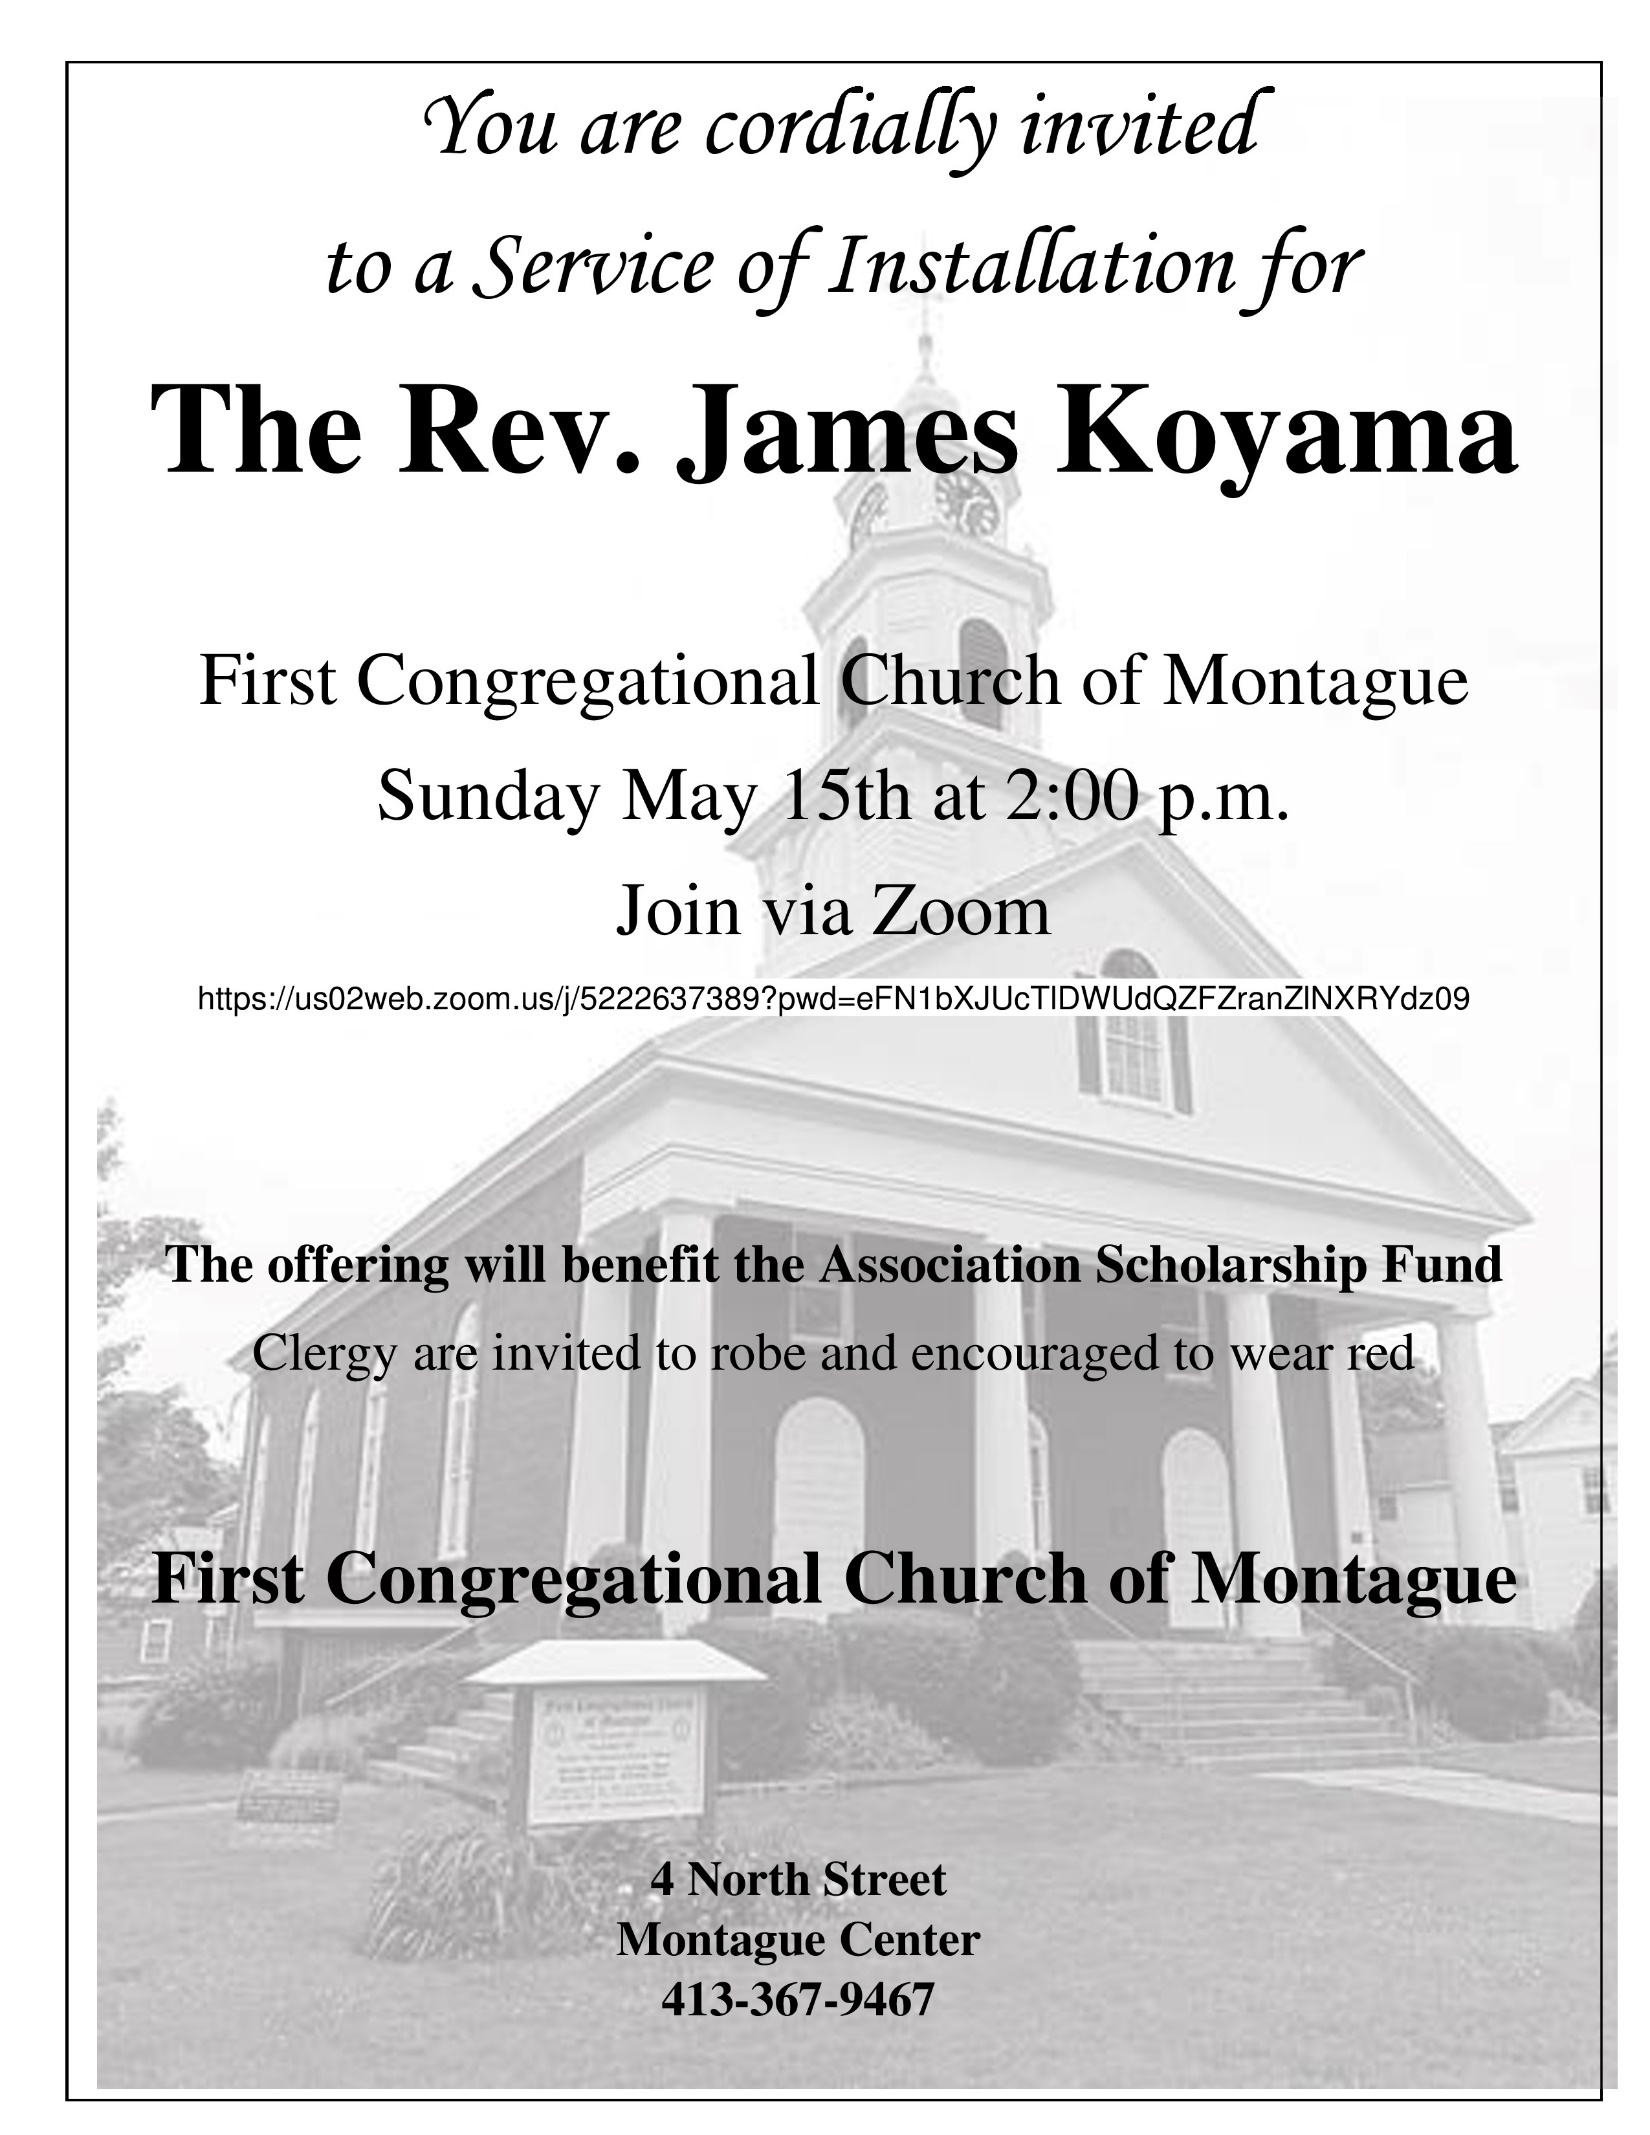 You are cordially invited
to a Service of Installation for
The Rev. James Koyama
First Congregational Church of Montague
Sunday May 15th at 2:00 p.m.
Join via Zoom
https://us02web.zoom.us/j/5222637389?pwd=eFN1bXJUcTlDWUdQZFZranZlNXRYdz09
The offering will benefit the Association Scholarship Fund
Clergy are invited to robe and encouraged to wear red
First Congregational Church of Montague
4 North Street
Montague Center
413-367-9467